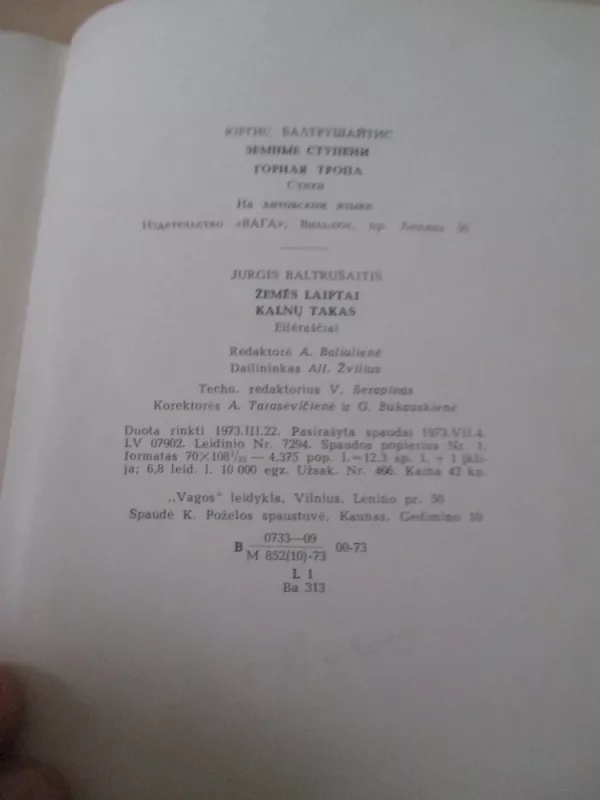 ЮРГИС БАЛТРУШАЙТИС
ЗЕМНЫЕ СТУПЕНИ
ГОРНАЯ ТРОПА
Стихи
На литовском языке
Издательство «ВАГА», Вильнюс, пр. Ленина 50
JURGIS BALTRUŠAITIS
ŽEMĖS LAIPTAI
KALNŲ TAKAS
Eilėraščiai
Redaktorė A. Baliulienė
Dailininkas Alf. Žvilius
Techn. redaktorius V. Serapinas
Korektorės A. Tarasevičienė ir G. Bukauskienė
Duota rinkti 1973.III.22. Pasirašyta spaudai 1973.VII.4.
LV 07902. Leidinio Nr. 7294. Spaudos popierius Nr. 1,
formatas 70×108¹/₃₂ — 4,375 pop. l.=12,3 sp. l. + 1 įkli-
ja; 6,8 leid. l. 10 000 egz. Užsak. Nr. 466. Kaina 42 kp.
„Vagos" leidykla, Vilnius, Lenino pr. 50
Spaudė K. Poželos spaustuvė, Kaunas, Gedimino 10
B 0733—09 / M 852(10)-73 00-73
L 1
Ba 313